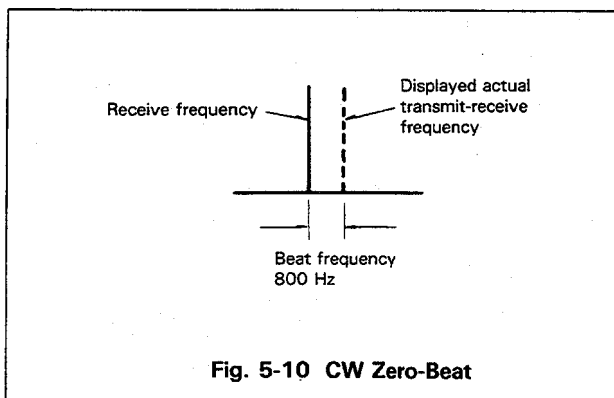 Receive frequency
Displayed actual
transmit-receive
frequency
Beat frequency
800 Hz
Fig. 5-10 CW Zero-Beat